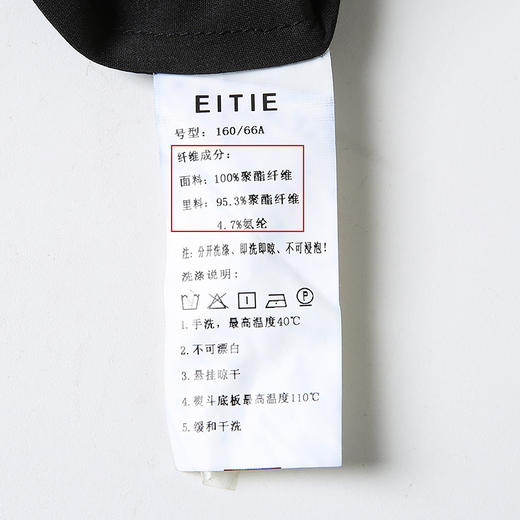 EITIE
号型: 160/66A
纤维成分:
面料: 100%聚酯纤维
里料: 95.3%聚酯纤维
4.7%氨纶
注: 分开洗涤、即洗即晾、不可浸泡!
洗涤说明:
P
1.手洗，最高温度40℃
2.不可漂白
3.悬挂晾干
4.熨斗底板最高温度110℃
5.缓和干洗